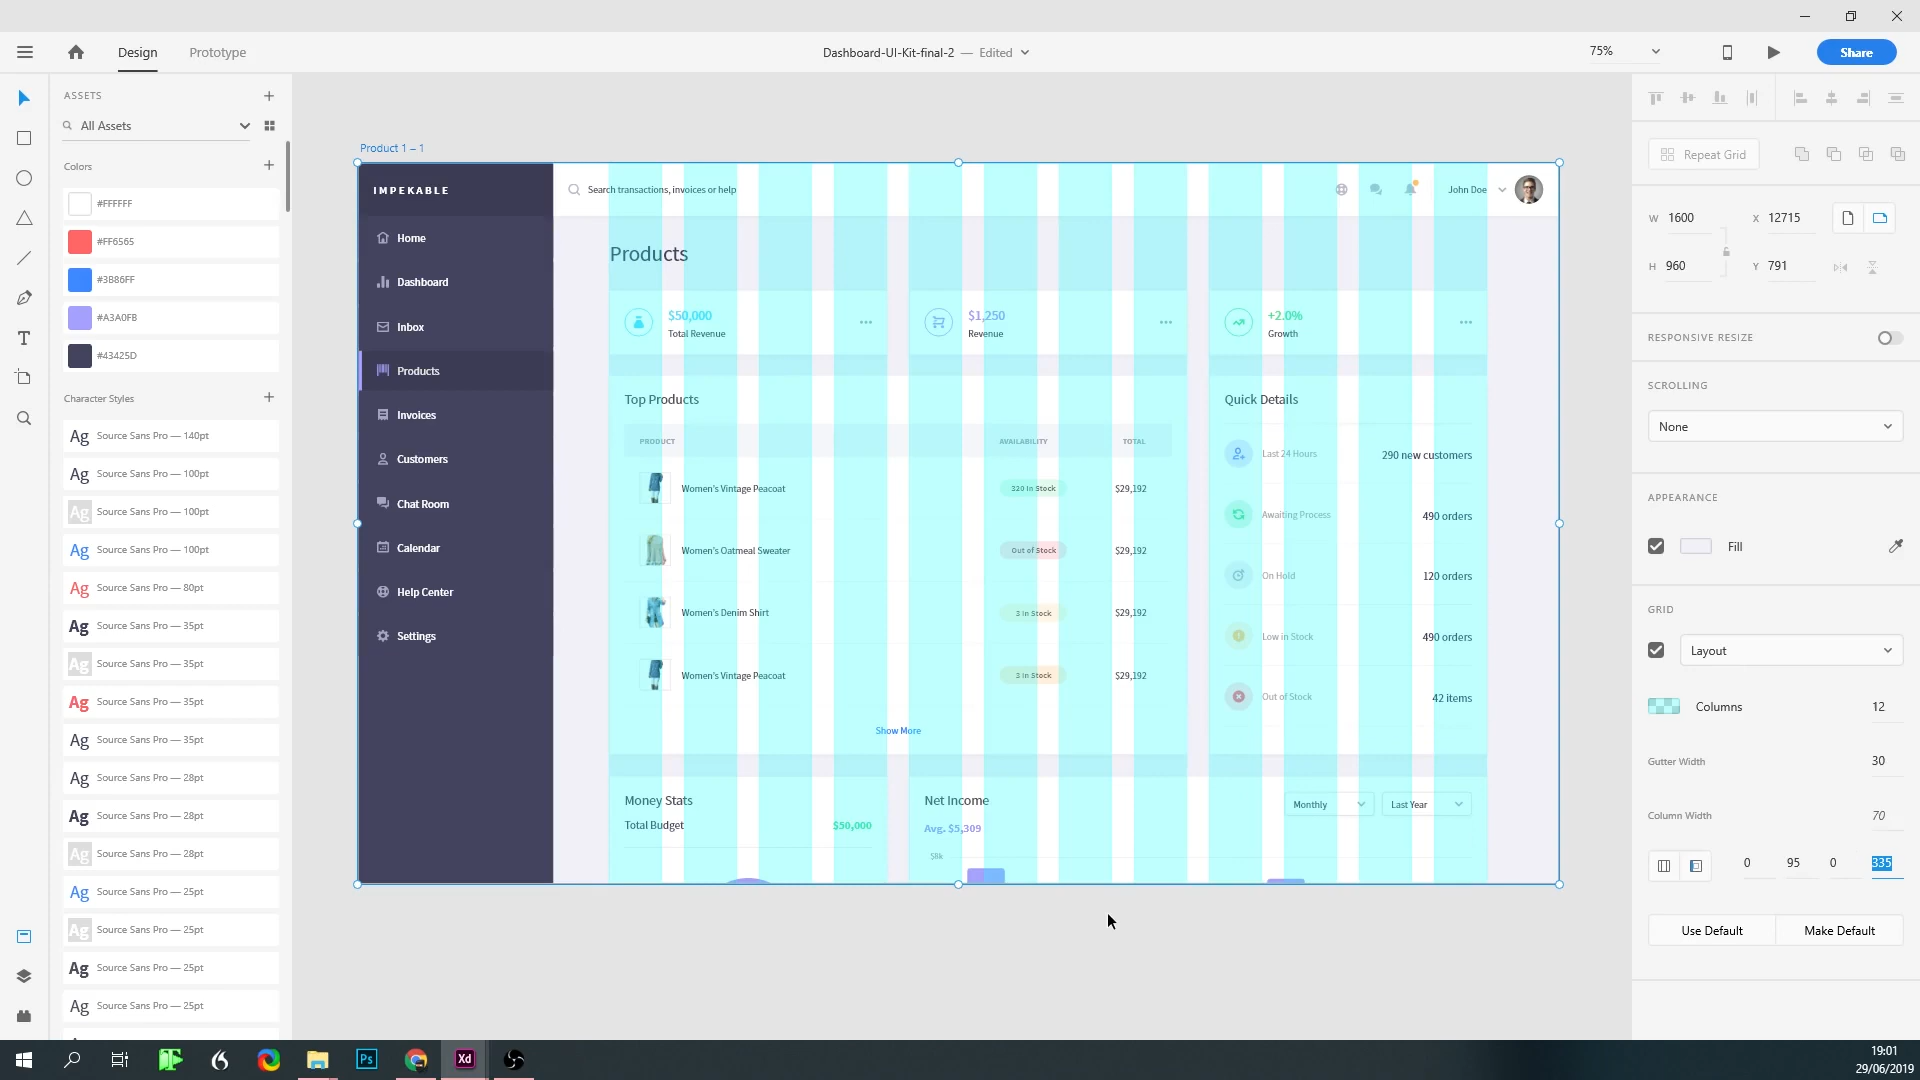 Design
Prototype
Dashboard-UI-Kit-final-2 — Edited
75%
Share
ASSETS
All Assets
Colors
#FFFFFF
#FF6565
#3B86FF
#A3A0FB
#43425D
Character Styles
Ag Source Sans Pro — 140pt
Ag Source Sans Pro — 100pt
Ag Source Sans Pro — 100pt
Ag Source Sans Pro — 100pt
Ag Source Sans Pro — 80pt
Ag Source Sans Pro — 35pt
Ag Source Sans Pro — 35pt
Ag Source Sans Pro — 35pt
Ag Source Sans Pro — 35pt
Ag Source Sans Pro — 28pt
Ag Source Sans Pro — 28pt
Ag Source Sans Pro — 28pt
Ag Source Sans Pro — 25pt
Ag Source Sans Pro — 25pt
Ag Source Sans Pro — 25pt
Ag Source Sans Pro — 25pt
Product 1 – 1
IMPEKABLE
Search transactions, invoices or help
John Doe
Home
Dashboard
Inbox
Products
Invoices
Customers
Chat Room
Calendar
Help Center
Settings
Products
$50,000
Total Revenue
$1,250
Revenue
+2.0%
Growth
Top Products
PRODUCT AVAILABILITY TOTAL
Women's Vintage Peacoat 320 In Stock $29,192
Women's Oatmeal Sweater Out of Stock $29,192
Women's Denim Shirt 3 In Stock $29,192
Women's Vintage Peacoat 3 In Stock $29,192
Show More
Quick Details
Last 24 Hours 290 new customers
Awaiting Process 490 orders
On Hold 120 orders
Low in Stock 490 orders
Out of Stock 42 items
Money Stats
Total Budget $50,000
Net Income
Monthly
Last Year
Avg. $5,309
$8k
Repeat Grid
W 1600 X 12715
H 960 Y 791
RESPONSIVE RESIZE
SCROLLING
None
APPEARANCE
Fill
GRID
Layout
Columns 12
Gutter Width 30
Column Width 70
0 95 0 335
Use Default Make Default
Ps
Xd
19:01
29/06/2019